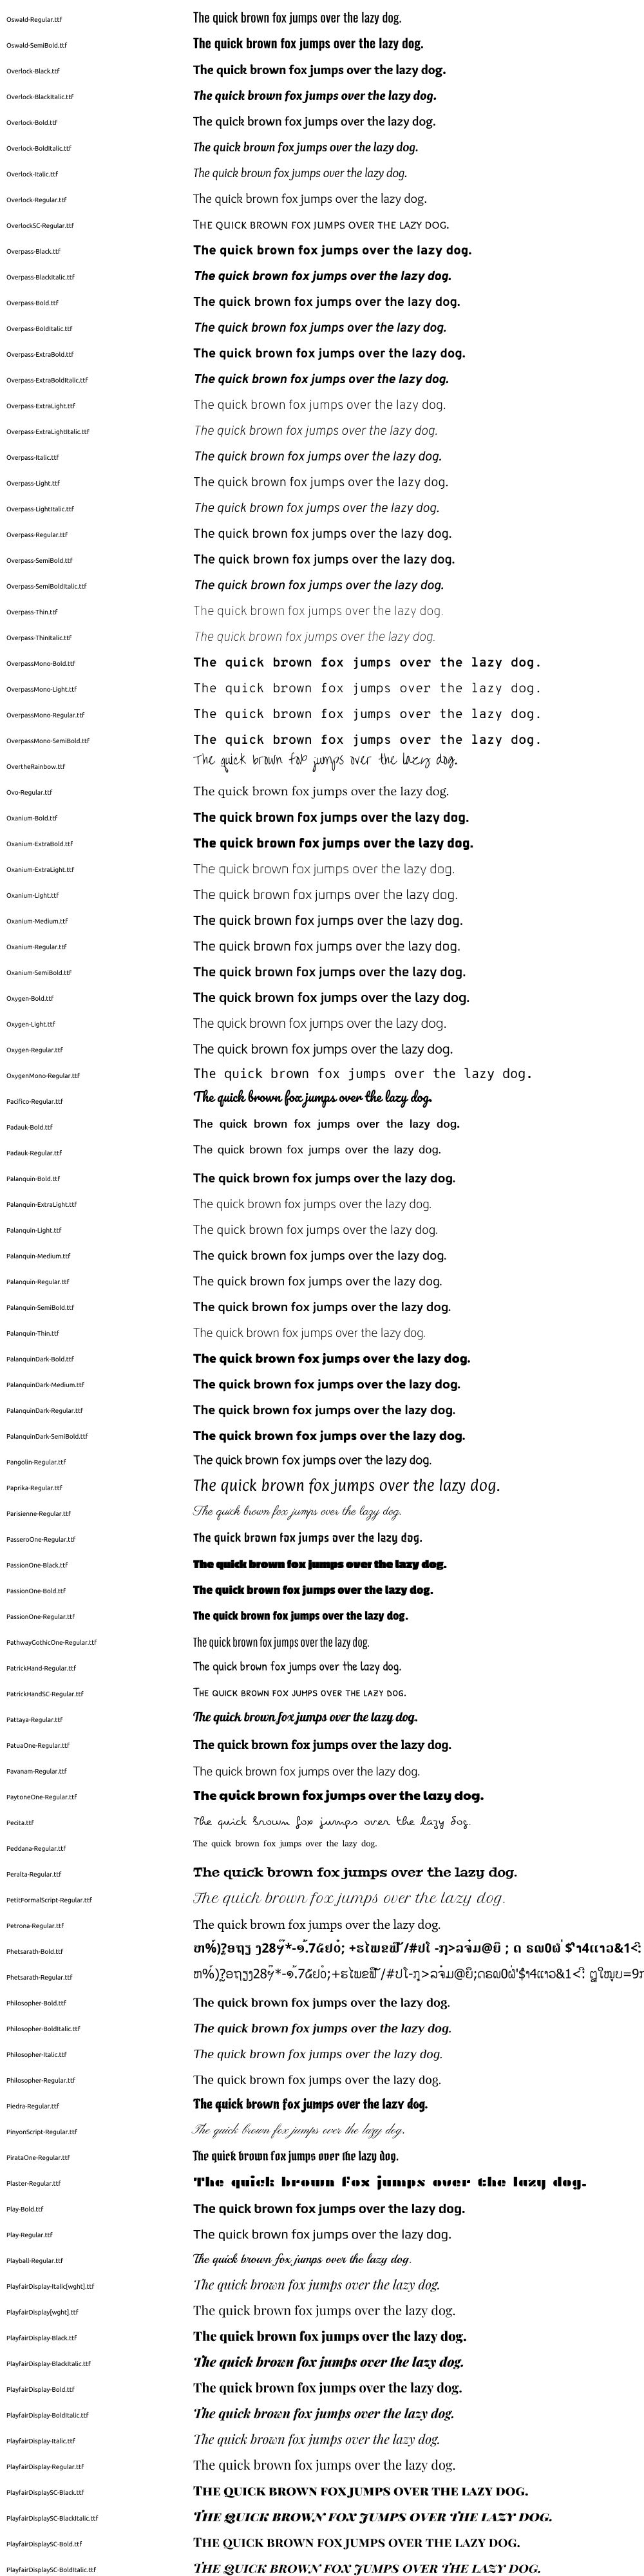 Oswald-Regular.ttf The quick brown fox jumps over the lazy dog.
Oswald-SemiBold.ttf The quick brown fox jumps over the lazy dog.
Overlock-Black.ttf The quick brown fox jumps over the lazy dog.
Overlock-BlackItalic.ttf The quick brown fox jumps over the lazy dog.
Overlock-Bold.ttf The quick brown fox jumps over the lazy dog.
Overlock-BoldItalic.ttf The quick brown fox jumps over the lazy dog.
Overlock-Italic.ttf The quick brown fox jumps over the lazy dog.
Overlock-Regular.ttf The quick brown fox jumps over the lazy dog.
OverlockSC-Regular.ttf The quick brown fox jumps over the lazy dog.
Overpass-Black.ttf The quick brown fox jumps over the lazy dog.
Overpass-BlackItalic.ttf The quick brown fox jumps over the lazy dog.
Overpass-Bold.ttf The quick brown fox jumps over the lazy dog.
Overpass-BoldItalic.ttf The quick brown fox jumps over the lazy dog.
Overpass-ExtraBold.ttf The quick brown fox jumps over the lazy dog.
Overpass-ExtraBoldItalic.ttf The quick brown fox jumps over the lazy dog.
Overpass-ExtraLight.ttf The quick brown fox jumps over the lazy dog.
Overpass-ExtraLightItalic.ttf The quick brown fox jumps over the lazy dog.
Overpass-Italic.ttf The quick brown fox jumps over the lazy dog.
Overpass-Light.ttf The quick brown fox jumps over the lazy dog.
Overpass-LightItalic.ttf The quick brown fox jumps over the lazy dog.
Overpass-Regular.ttf The quick brown fox jumps over the lazy dog.
Overpass-SemiBold.ttf The quick brown fox jumps over the lazy dog.
Overpass-SemiBoldItalic.ttf The quick brown fox jumps over the lazy dog.
Overpass-Thin.ttf The quick brown fox jumps over the lazy dog.
Overpass-ThinItalic.ttf The quick brown fox jumps over the lazy dog.
OverpassMono-Bold.ttf The quick brown fox jumps over the lazy dog.
OverpassMono-Light.ttf The quick brown fox jumps over the lazy dog.
OverpassMono-Regular.ttf The quick brown fox jumps over the lazy dog.
OverpassMono-SemiBold.ttf The quick brown fox jumps over the lazy dog.
OvertheRainbow.ttf The quick brown fox jumps over the lazy dog.
Ovo-Regular.ttf The quick brown fox jumps over the lazy dog.
Oxanium-Bold.ttf The quick brown fox jumps over the lazy dog.
Oxanium-ExtraBold.ttf The quick brown fox jumps over the lazy dog.
Oxanium-ExtraLight.ttf The quick brown fox jumps over the lazy dog.
Oxanium-Light.ttf The quick brown fox jumps over the lazy dog.
Oxanium-Medium.ttf The quick brown fox jumps over the lazy dog.
Oxanium-Regular.ttf The quick brown fox jumps over the lazy dog.
Oxanium-SemiBold.ttf The quick brown fox jumps over the lazy dog.
Oxygen-Bold.ttf The quick brown fox jumps over the lazy dog.
Oxygen-Light.ttf The quick brown fox jumps over the lazy dog.
Oxygen-Regular.ttf The quick brown fox jumps over the lazy dog.
OxygenMono-Regular.ttf The quick brown fox jumps over the lazy dog.
Pacifico-Regular.ttf The quick brown fox jumps over the lazy dog.
Padauk-Bold.ttf The quick brown fox jumps over the lazy dog.
Padauk-Regular.ttf The quick brown fox jumps over the lazy dog.
Palanquin-Bold.ttf The quick brown fox jumps over the lazy dog.
Palanquin-ExtraLight.ttf The quick brown fox jumps over the lazy dog.
Palanquin-Light.ttf The quick brown fox jumps over the lazy dog.
Palanquin-Medium.ttf The quick brown fox jumps over the lazy dog.
Palanquin-Regular.ttf The quick brown fox jumps over the lazy dog.
Palanquin-SemiBold.ttf The quick brown fox jumps over the lazy dog.
Palanquin-Thin.ttf The quick brown fox jumps over the lazy dog.
PalanquinDark-Bold.ttf The quick brown fox jumps over the lazy dog.
PalanquinDark-Medium.ttf The quick brown fox jumps over the lazy dog.
PalanquinDark-Regular.ttf The quick brown fox jumps over the lazy dog.
PalanquinDark-SemiBold.ttf The quick brown fox jumps over the lazy dog.
Pangolin-Regular.ttf The quick brown fox jumps over the lazy dog.
Paprika-Regular.ttf The quick brown fox jumps over the lazy dog.
Parisienne-Regular.ttf The quick brown fox jumps over the lazy dog.
PasseroOne-Regular.ttf The quick brown fox jumps over the lazy dog.
PassionOne-Black.ttf The quick brown fox jumps over the lazy dog.
PassionOne-Bold.ttf The quick brown fox jumps over the lazy dog.
PassionOne-Regular.ttf The quick brown fox jumps over the lazy dog.
PathwayGothicOne-Regular.ttf The quick brown fox jumps over the lazy dog.
PatrickHand-Regular.ttf The quick brown fox jumps over the lazy dog.
PatrickHandSC-Regular.ttf The quick brown fox jumps over the lazy dog.
Pattaya-Regular.ttf The quick brown fox jumps over the lazy dog.
PatuaOne-Regular.ttf The quick brown fox jumps over the lazy dog.
Pavanam-Regular.ttf The quick brown fox jumps over the lazy dog.
PaytoneOne-Regular.ttf The quick brown fox jumps over the lazy dog.
Pecita.ttf The quick brown fox jumps over the lazy dog.
Peddana-Regular.ttf The quick brown fox jumps over the lazy dog.
Peralta-Regular.ttf The quick brown fox jumps over the lazy dog.
PetitFormalScript-Regular.ttf The quick brown fox jumps over the lazy dog.
Petrona-Regular.ttf The quick brown fox jumps over the lazy dog.
Phetsarath-Bold.ttf
Phetsarath-Regular.ttf
Philosopher-Bold.ttf The quick brown fox jumps over the lazy dog.
Philosopher-BoldItalic.ttf The quick brown fox jumps over the lazy dog.
Philosopher-Italic.ttf The quick brown fox jumps over the lazy dog.
Philosopher-Regular.ttf The quick brown fox jumps over the lazy dog.
Piedra-Regular.ttf The quick brown fox jumps over the lazy dog.
PinyonScript-Regular.ttf The quick brown fox jumps over the lazy dog.
PirataOne-Regular.ttf The quick brown fox jumps over the lazy dog.
Plaster-Regular.ttf The quick brown fox jumps over the lazy dog.
Play-Bold.ttf The quick brown fox jumps over the lazy dog.
Play-Regular.ttf The quick brown fox jumps over the lazy dog.
Playball-Regular.ttf The quick brown fox jumps over the lazy dog.
PlayfairDisplay-Italic[wght].ttf The quick brown fox jumps over the lazy dog.
PlayfairDisplay[wght].ttf The quick brown fox jumps over the lazy dog.
PlayfairDisplay-Black.ttf The quick brown fox jumps over the lazy dog.
PlayfairDisplay-BlackItalic.ttf The quick brown fox jumps over the lazy dog.
PlayfairDisplay-Bold.ttf The quick brown fox jumps over the lazy dog.
PlayfairDisplay-BoldItalic.ttf The quick brown fox jumps over the lazy dog.
PlayfairDisplay-Italic.ttf The quick brown fox jumps over the lazy dog.
PlayfairDisplay-Regular.ttf The quick brown fox jumps over the lazy dog.
PlayfairDisplaySC-Black.ttf The quick brown fox jumps over the lazy dog.
PlayfairDisplaySC-BlackItalic.ttf The quick brown fox jumps over the lazy dog.
PlayfairDisplaySC-Bold.ttf The quick brown fox jumps over the lazy dog.
PlayfairDisplaySC-BoldItalic.ttf The quick brown fox jumps over the lazy dog.